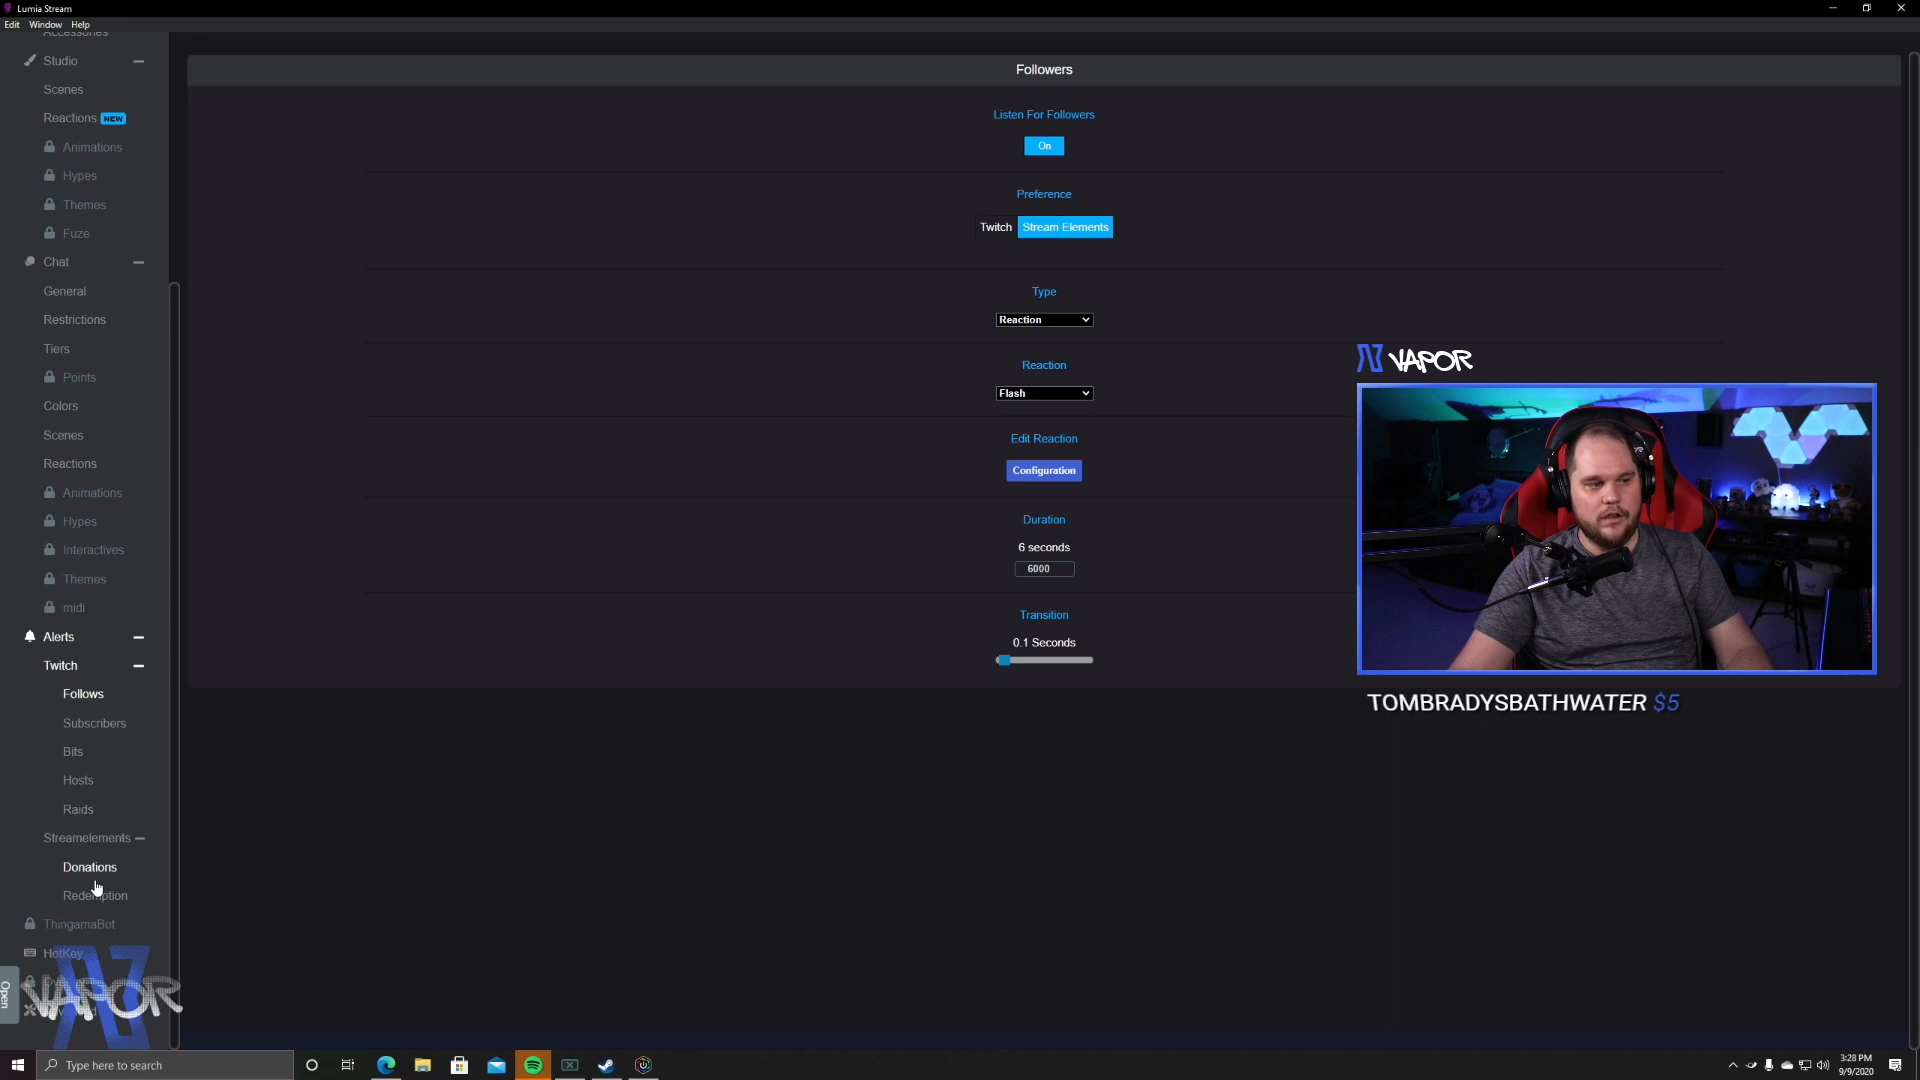 Lumia Stream
Edit Window Help
Accessories
Studio
Scenes
Reactions NEW
Animations
Hypes
Themes
Fuze
Chat
General
Restrictions
Tiers
Points
Colors
Scenes
Reactions
Animations
Hypes
Interactives
Themes
midi
Alerts
Twitch
Follows
Subscribers
Bits
Hosts
Raids
Streamelements
Donations
Redemption
ThingamaBot
HotKey
Open
VAPOR
Followers
Listen For Followers
On
Preference
Twitch Stream Elements
Type
Reaction
Reaction
Flash
Edit Reaction
Configuration
Duration
6 seconds
6000
Transition
0.1 Seconds
VAPOR
TOMBRADYSBATHWATER $5
Type here to search
3:28 PM
9/9/2020